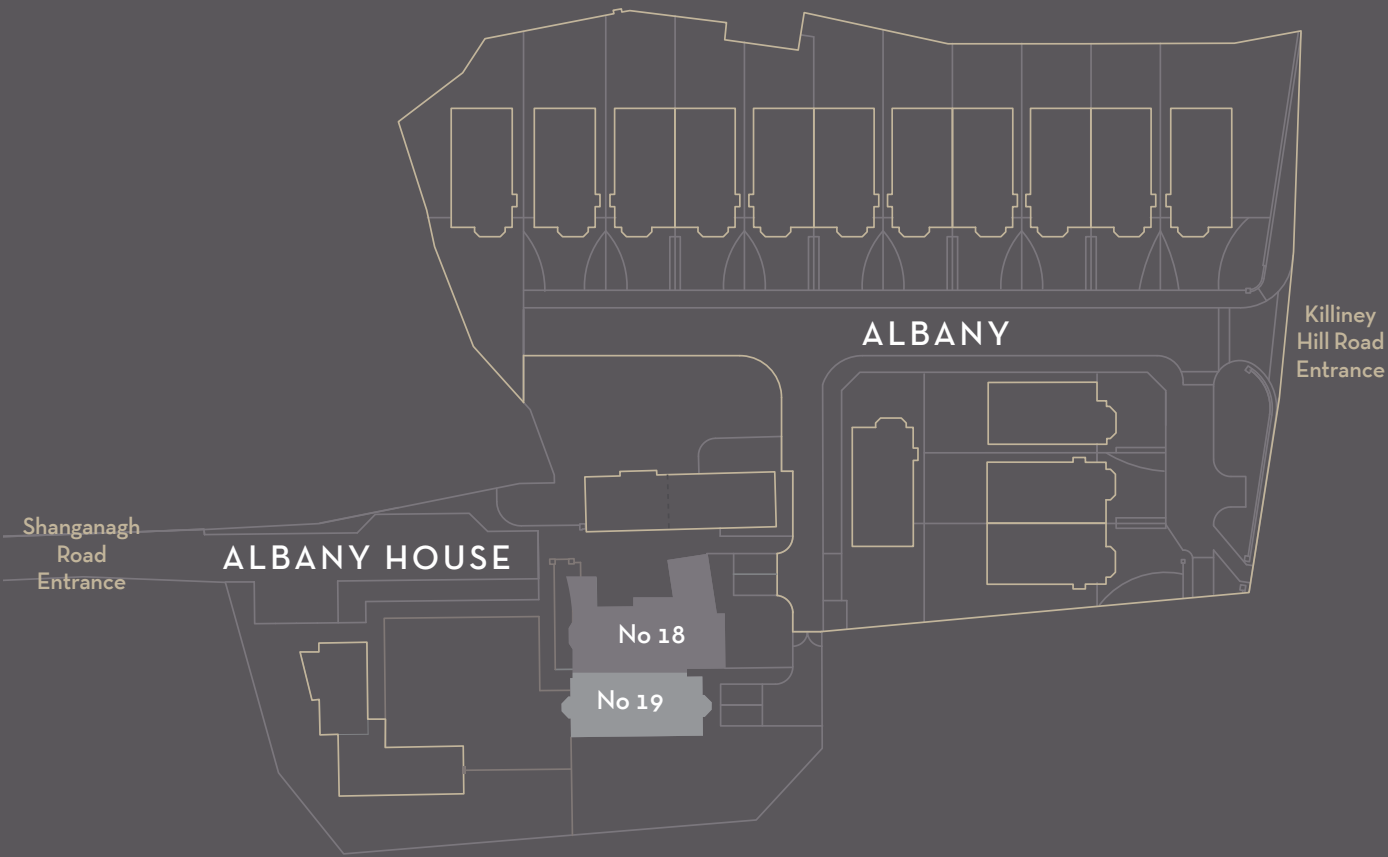 ALBANY
Killiney
Hill Road
Entrance
Shanganagh
Road
Entrance
ALBANY HOUSE
No 18
No 19